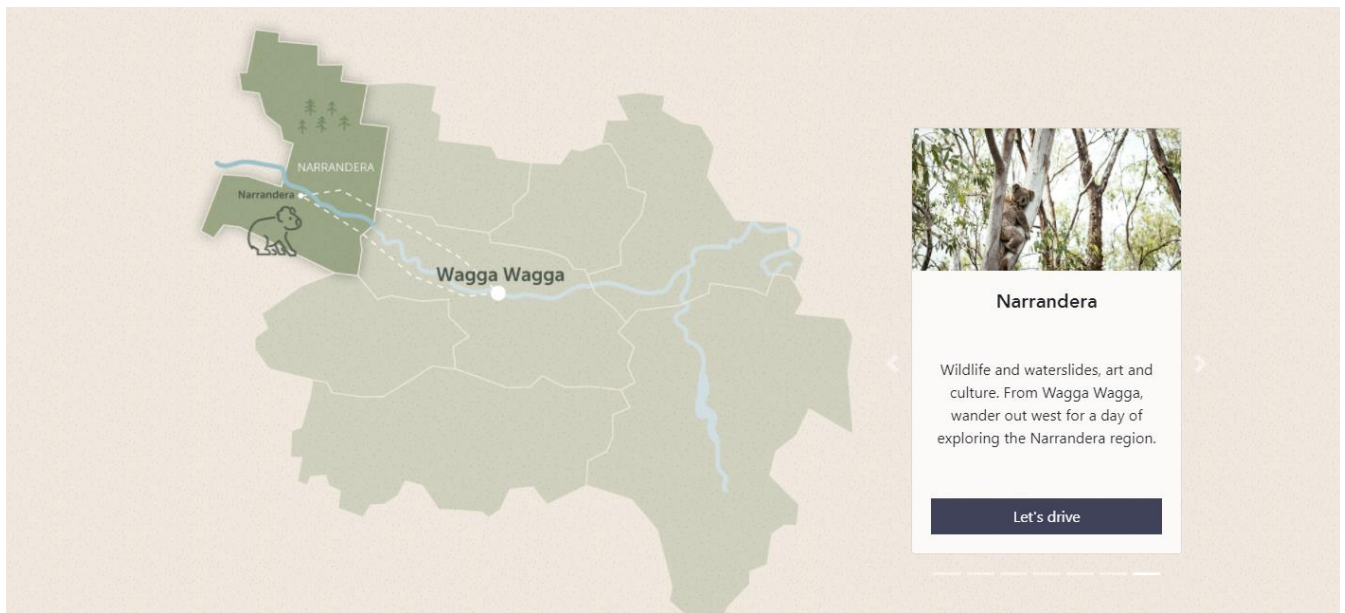 NARRANDERA
Narrandera
Wagga Wagga
Narrandera
Wildlife and waterslides, art and
culture. From Wagga Wagga,
wander out west for a day of
exploring the Narrandera region.
Let's drive